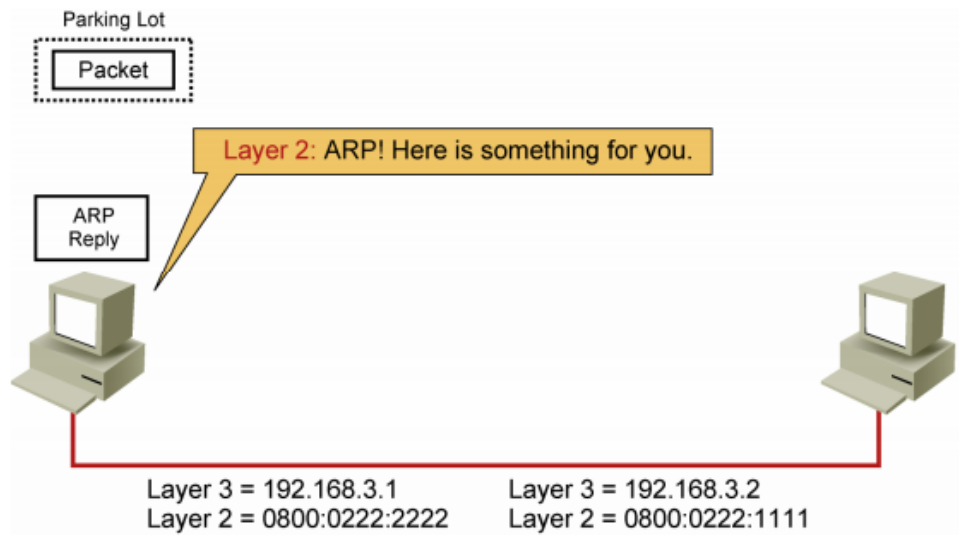 Parking Lot
Packet
Layer 2: ARP! Here is something for you.
ARP
Reply
Layer 3 = 192.168.3.1
Layer 2 = 0800:0222:2222
Layer 3 = 192.168.3.2
Layer 2 = 0800:0222:1111